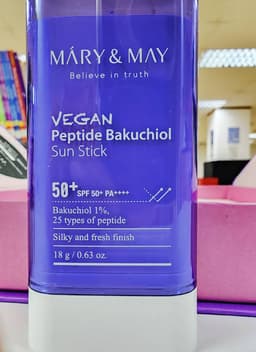 MÁRY & MAY
Believe in truth
VEGAN
Peptide Bakuchiol
Sun Stick
50+ SPF 50+ PA++++
Bakuchiol 1%,
25 types of peptide
Silky and fresh finish
18 g / 0.63 oz.